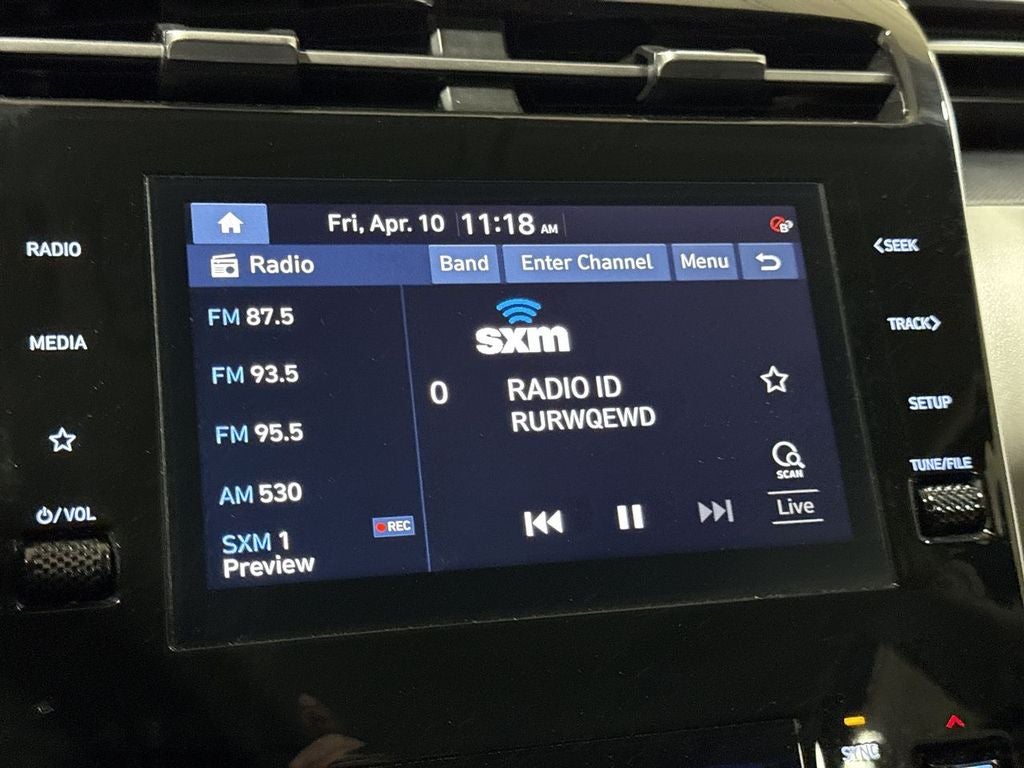 Fri, Apr. 10 11:18 AM
B
Radio Band Enter Channel Menu
RADIO
MEDIA
⏻/VOL
FM 87.5
FM 93.5
FM 95.5
AM 530
SXM 1
Preview
REC
sxm
0 RADIO ID
RURWQEWD
SCAN
Live
<SEEK
TRACK>
SETUP
TUNE/FILE
SYNC